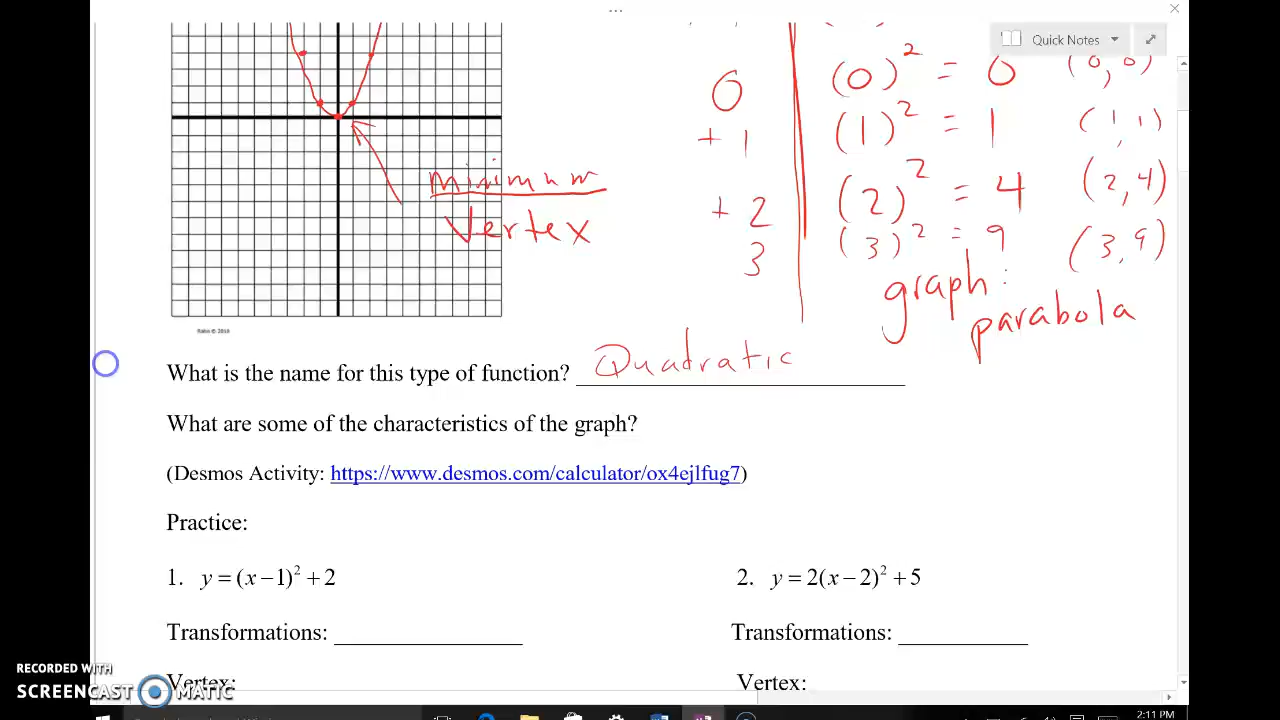 Quick Notes
0 (0)² = 0 (0, 0)
+1 (1)² = 1 (1, 1)
minimum
+2 (2)² = 4 (2, 4)
Vertex
3 (3)² = 9 (3, 9)
graph:
parabola
What is the name for this type of function? Quadratic
What are some of the characteristics of the graph?
(Desmos Activity: https://www.desmos.com/calculator/ox4ejlfug7)
Practice:
1. y = (x − 1)² + 2 2. y = 2(x − 2)² + 5
Transformations: Transformations:
RECORDED WITH
SCREENCAST MATIC
Vertex: Vertex:
2:11 PM